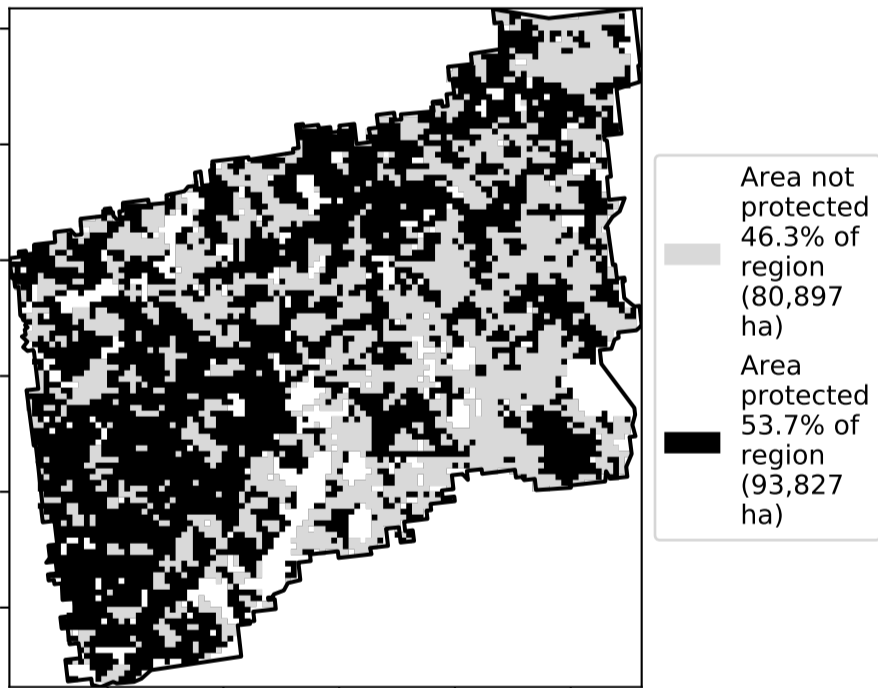 Area not
protected
46.3% of
region
(80,897
ha)
Area
protected
53.7% of
region
(93,827
ha)